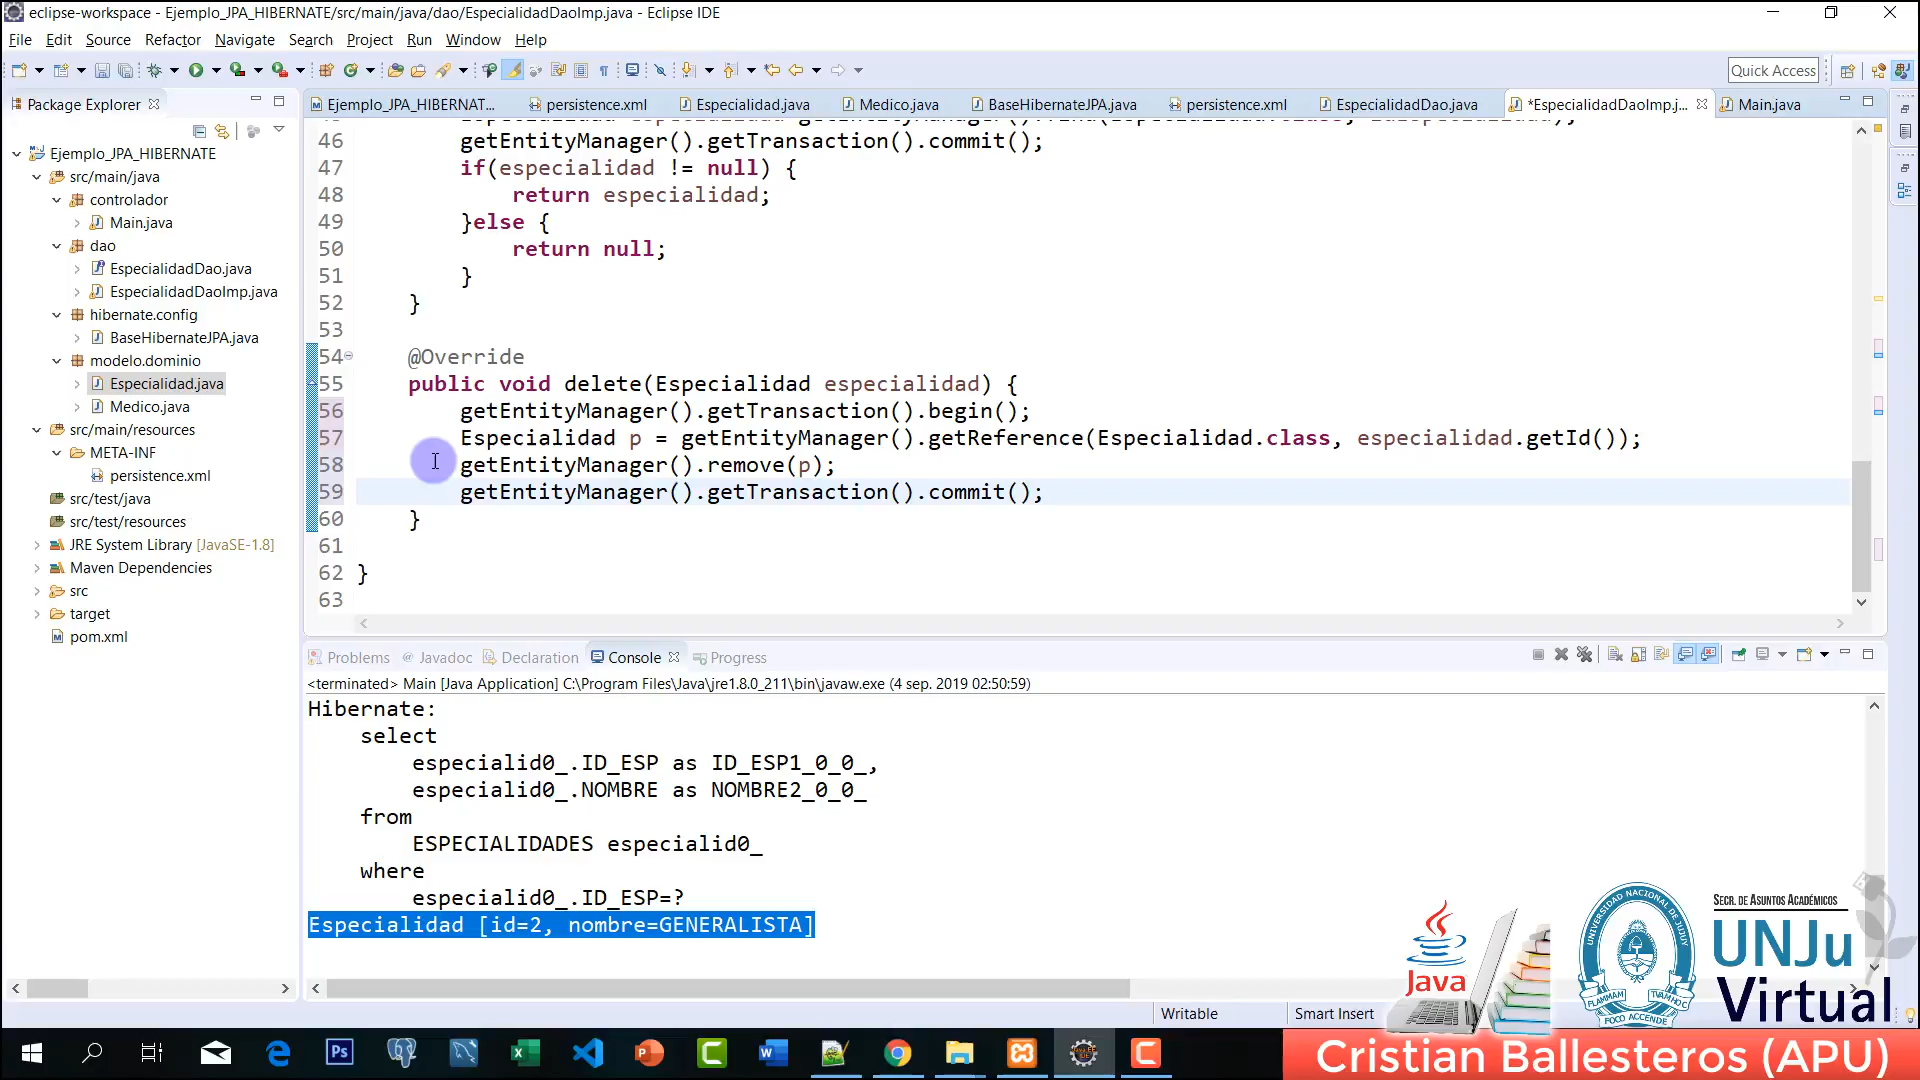 eclipse-workspace - Ejemplo_JPA_HIBERNATE/src/main/java/dao/EspecialidadDaoImp.java - Eclipse IDE
File Edit Source Refactor Navigate Search Project Run Window Help
Quick Access
Package Explorer
Ejemplo_JPA_HIBERNAT...
persistence.xml
Especialidad.java
Medico.java
BaseHibernateJPA.java
persistence.xml
EspecialidadDao.java
*EspecialidadDaoImp.j...
Main.java
Ejemplo_JPA_HIBERNATE
src/main/java
controlador
Main.java
dao
EspecialidadDao.java
EspecialidadDaoImp.java
hibernate.config
BaseHibernateJPA.java
modelo.dominio
Especialidad.java
Medico.java
src/main/resources
META-INF
persistence.xml
src/test/java
src/test/resources
JRE System Library [JavaSE-1.8]
Maven Dependencies
src
target
pom.xml
46 getEntityManager().getTransaction().commit();
47 if(especialidad != null) {
48 return especialidad;
49 }else {
50 return null;
51 }
52 }
53
54 @Override
55 public void delete(Especialidad especialidad) {
56 getEntityManager().getTransaction().begin();
57 Especialidad p = getEntityManager().getReference(Especialidad.class, especialidad.getId());
58 getEntityManager().remove(p);
59 getEntityManager().getTransaction().commit();
60 }
61
62 }
63
Problems @ Javadoc Declaration Console Progress
<terminated> Main [Java Application] C:\Program Files\Java\jre1.8.0_211\bin\javaw.exe (4 sep. 2019 02:50:59)
Hibernate:
select
especialid0_.ID_ESP as ID_ESP1_0_0_,
especialid0_.NOMBRE as NOMBRE2_0_0_
from
ESPECIALIDADES especialid0_
where
especialid0_.ID_ESP=?
Especialidad [id=2, nombre=GENERALISTA]
Writable
Smart Insert
Java
UNIVERSIDAD NACIONAL DE JUJUY
FOCO ACCENDE
Secr. de Asuntos Académicos
UNJu
Virtual
Cristian Ballesteros (APU)